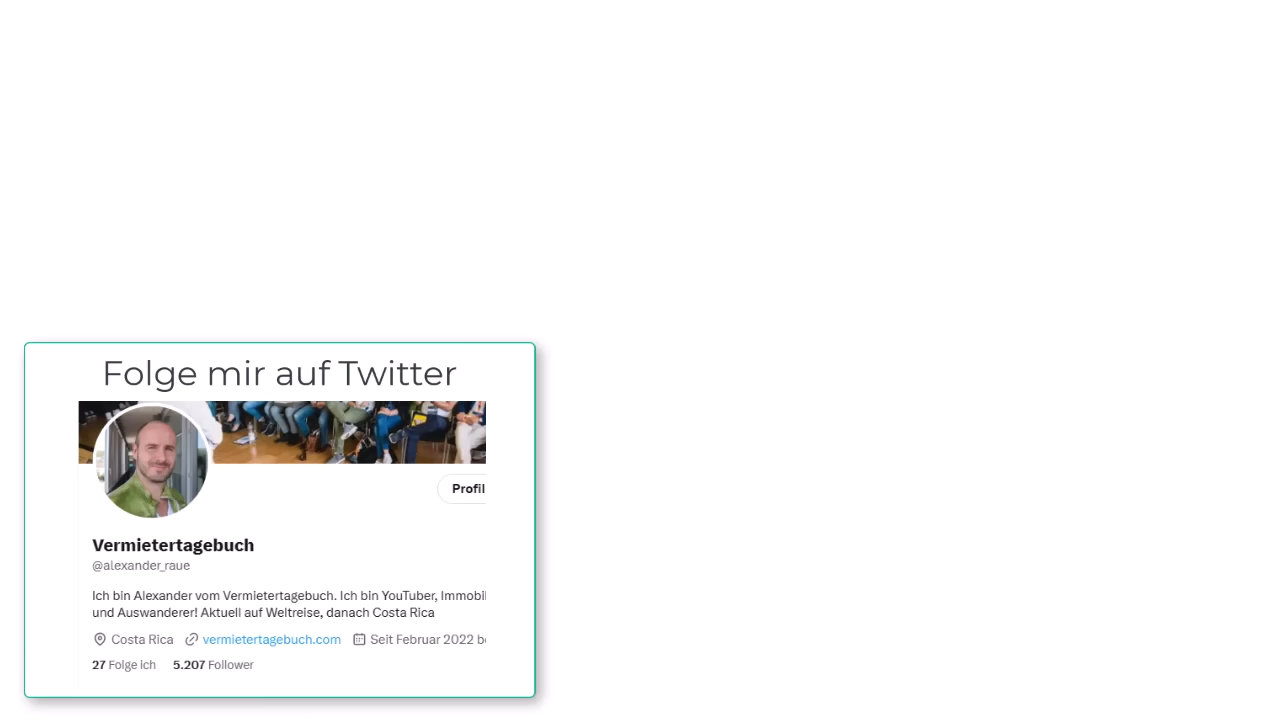 Folge mir auf Twitter
Profil
Vermietertagebuch
@alexander_raue
Ich bin Alexander vom Vermietertagebuch. Ich bin YouTuber, Immobil
und Auswanderer! Aktuell auf Weltreise, danach Costa Rica
Costa Rica vermietertagebuch.com Seit Februar 2022 be
27 Folge ich 5.207 Follower